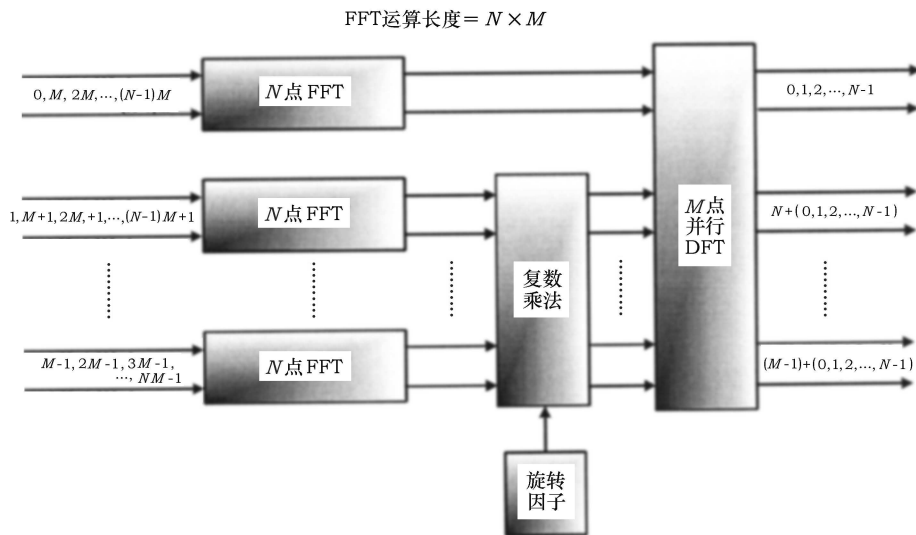 FFT运算长度＝N×M
0,M,2M,…,(N-1)M
N点FFT
0,1,2,…,N-1
1,M+1,2M,+1,…,(N-1)M+1
N点FFT
M点
并行
DFT
N+(0,1,2,…,N-1)
复数
乘法
M-1,2M-1,3M-1,
…,NM-1
N点FFT
(M-1)+(0,1,2,…,N-1)
旋转
因子